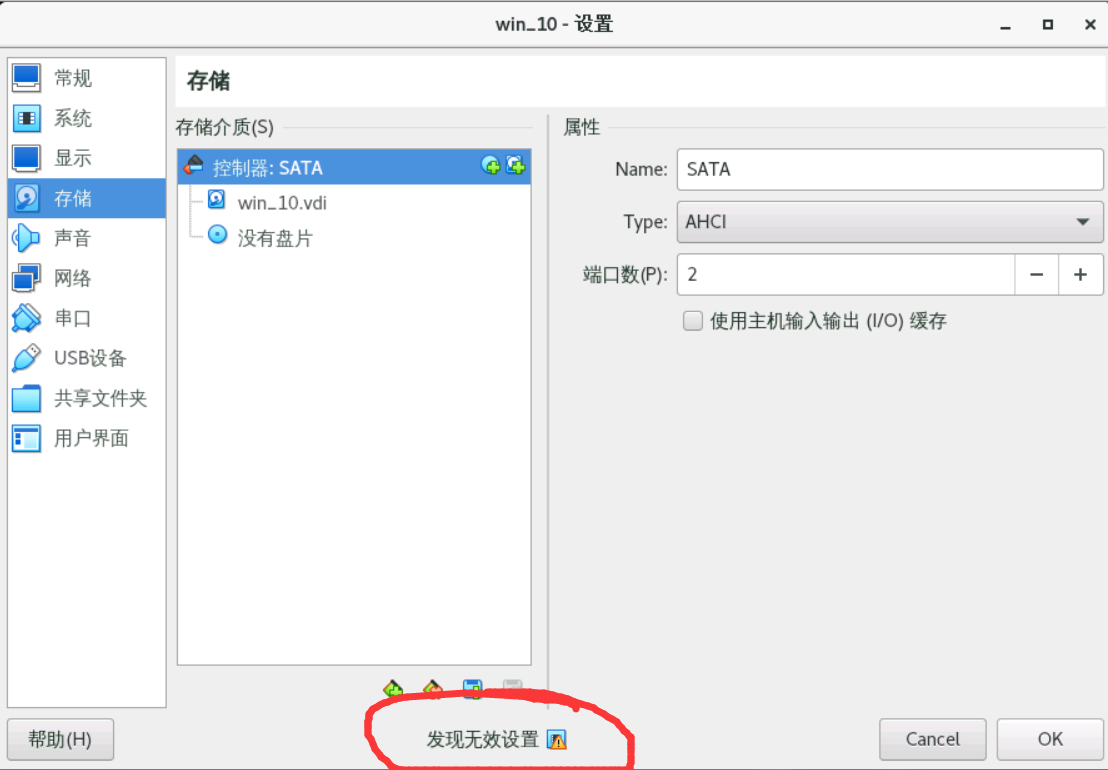 win_10 - 设置
常规
系统
显示
存储
声音
网络
串口
USB设备
共享文件夹
用户界面
存储
存储介质(S)
控制器: SATA
win_10.vdi
没有盘片
属性
Name: SATA
Type: AHCI
端口数(P): 2
使用主机输入输出 (I/O) 缓存
帮助(H)
发现无效设置
Cancel
OK